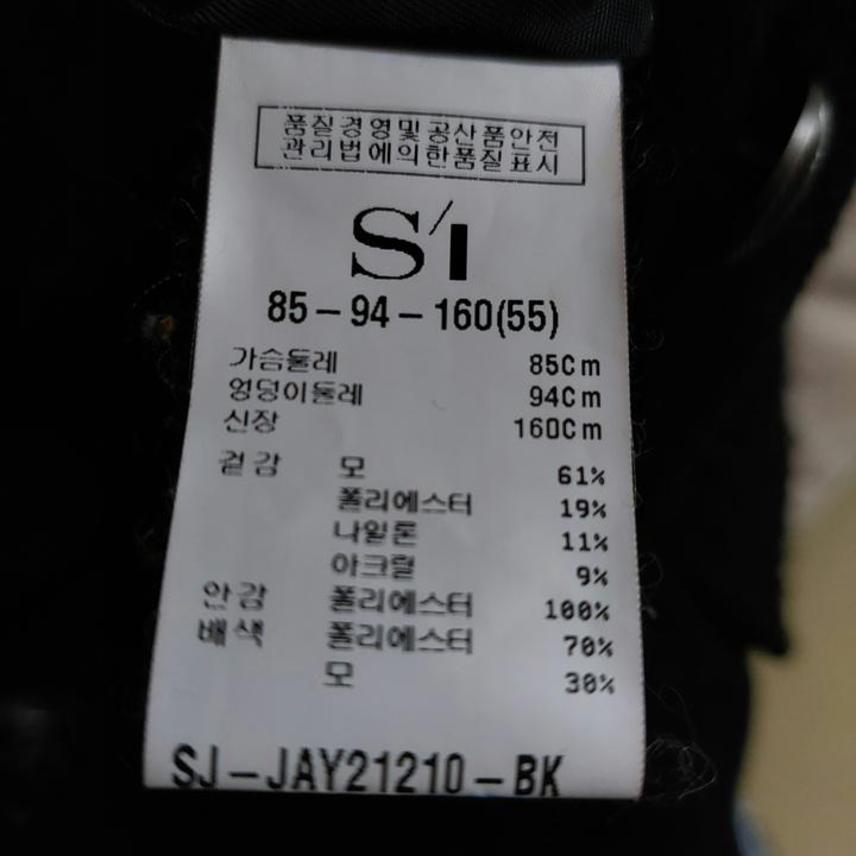 품질경영및공산품안전
관리법에의한품질표시
S'I
85-94-160(55)
가슴둘레 85Cm
엉덩이둘레 94Cm
신장 160Cm
겉감 모 61%
폴리에스터 19%
나일론 11%
아크릴 9%
안감 폴리에스터 100%
배색 폴리에스터 70%
모 30%
SJ-JAY21210-BK